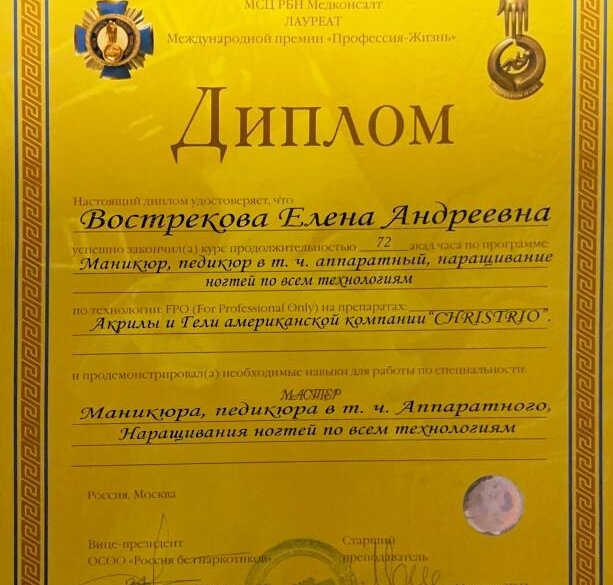 МСЦ РБН Медконсалт
ЛАУРЕАТ
Международной премии «Профессия-Жизнь».
Диплом
Настоящий диплом удостоверяет, что
Вострекова Елена Андреевна
успешно закончил(а) курс продолжительностью 72 акад.часа по программе:
Маникюр, педикюр в т. ч. аппаратный, наращивание
ногтей по всем технологиям
по технологии: FPO (For Professional Only) на препаратах:
Акрилы и Гели американской компании “CHRISTRIO”.
и продемонстрировал(а) необходимые навыки для работы по специальности:
МАСТЕР
Маникюра, педикюра в т. ч. Аппаратного,
Наращивания ногтей по всем технологиям
Россия, Москва
Вице-президент
ОСОО «Россия без наркотиков»
Старший
преподаватель